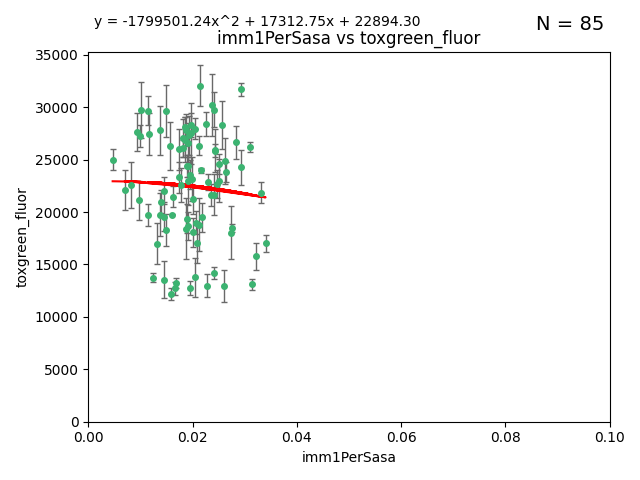 y = -1799501.24x^2 + 17312.75x + 22894.30
N = 85
imm1PerSasa vs toxgreen_fluor
35000
30000
25000
20000
15000
10000
5000
0
toxgreen_fluor
0.00 0.02 0.04 0.06 0.08 0.10
imm1PerSasa